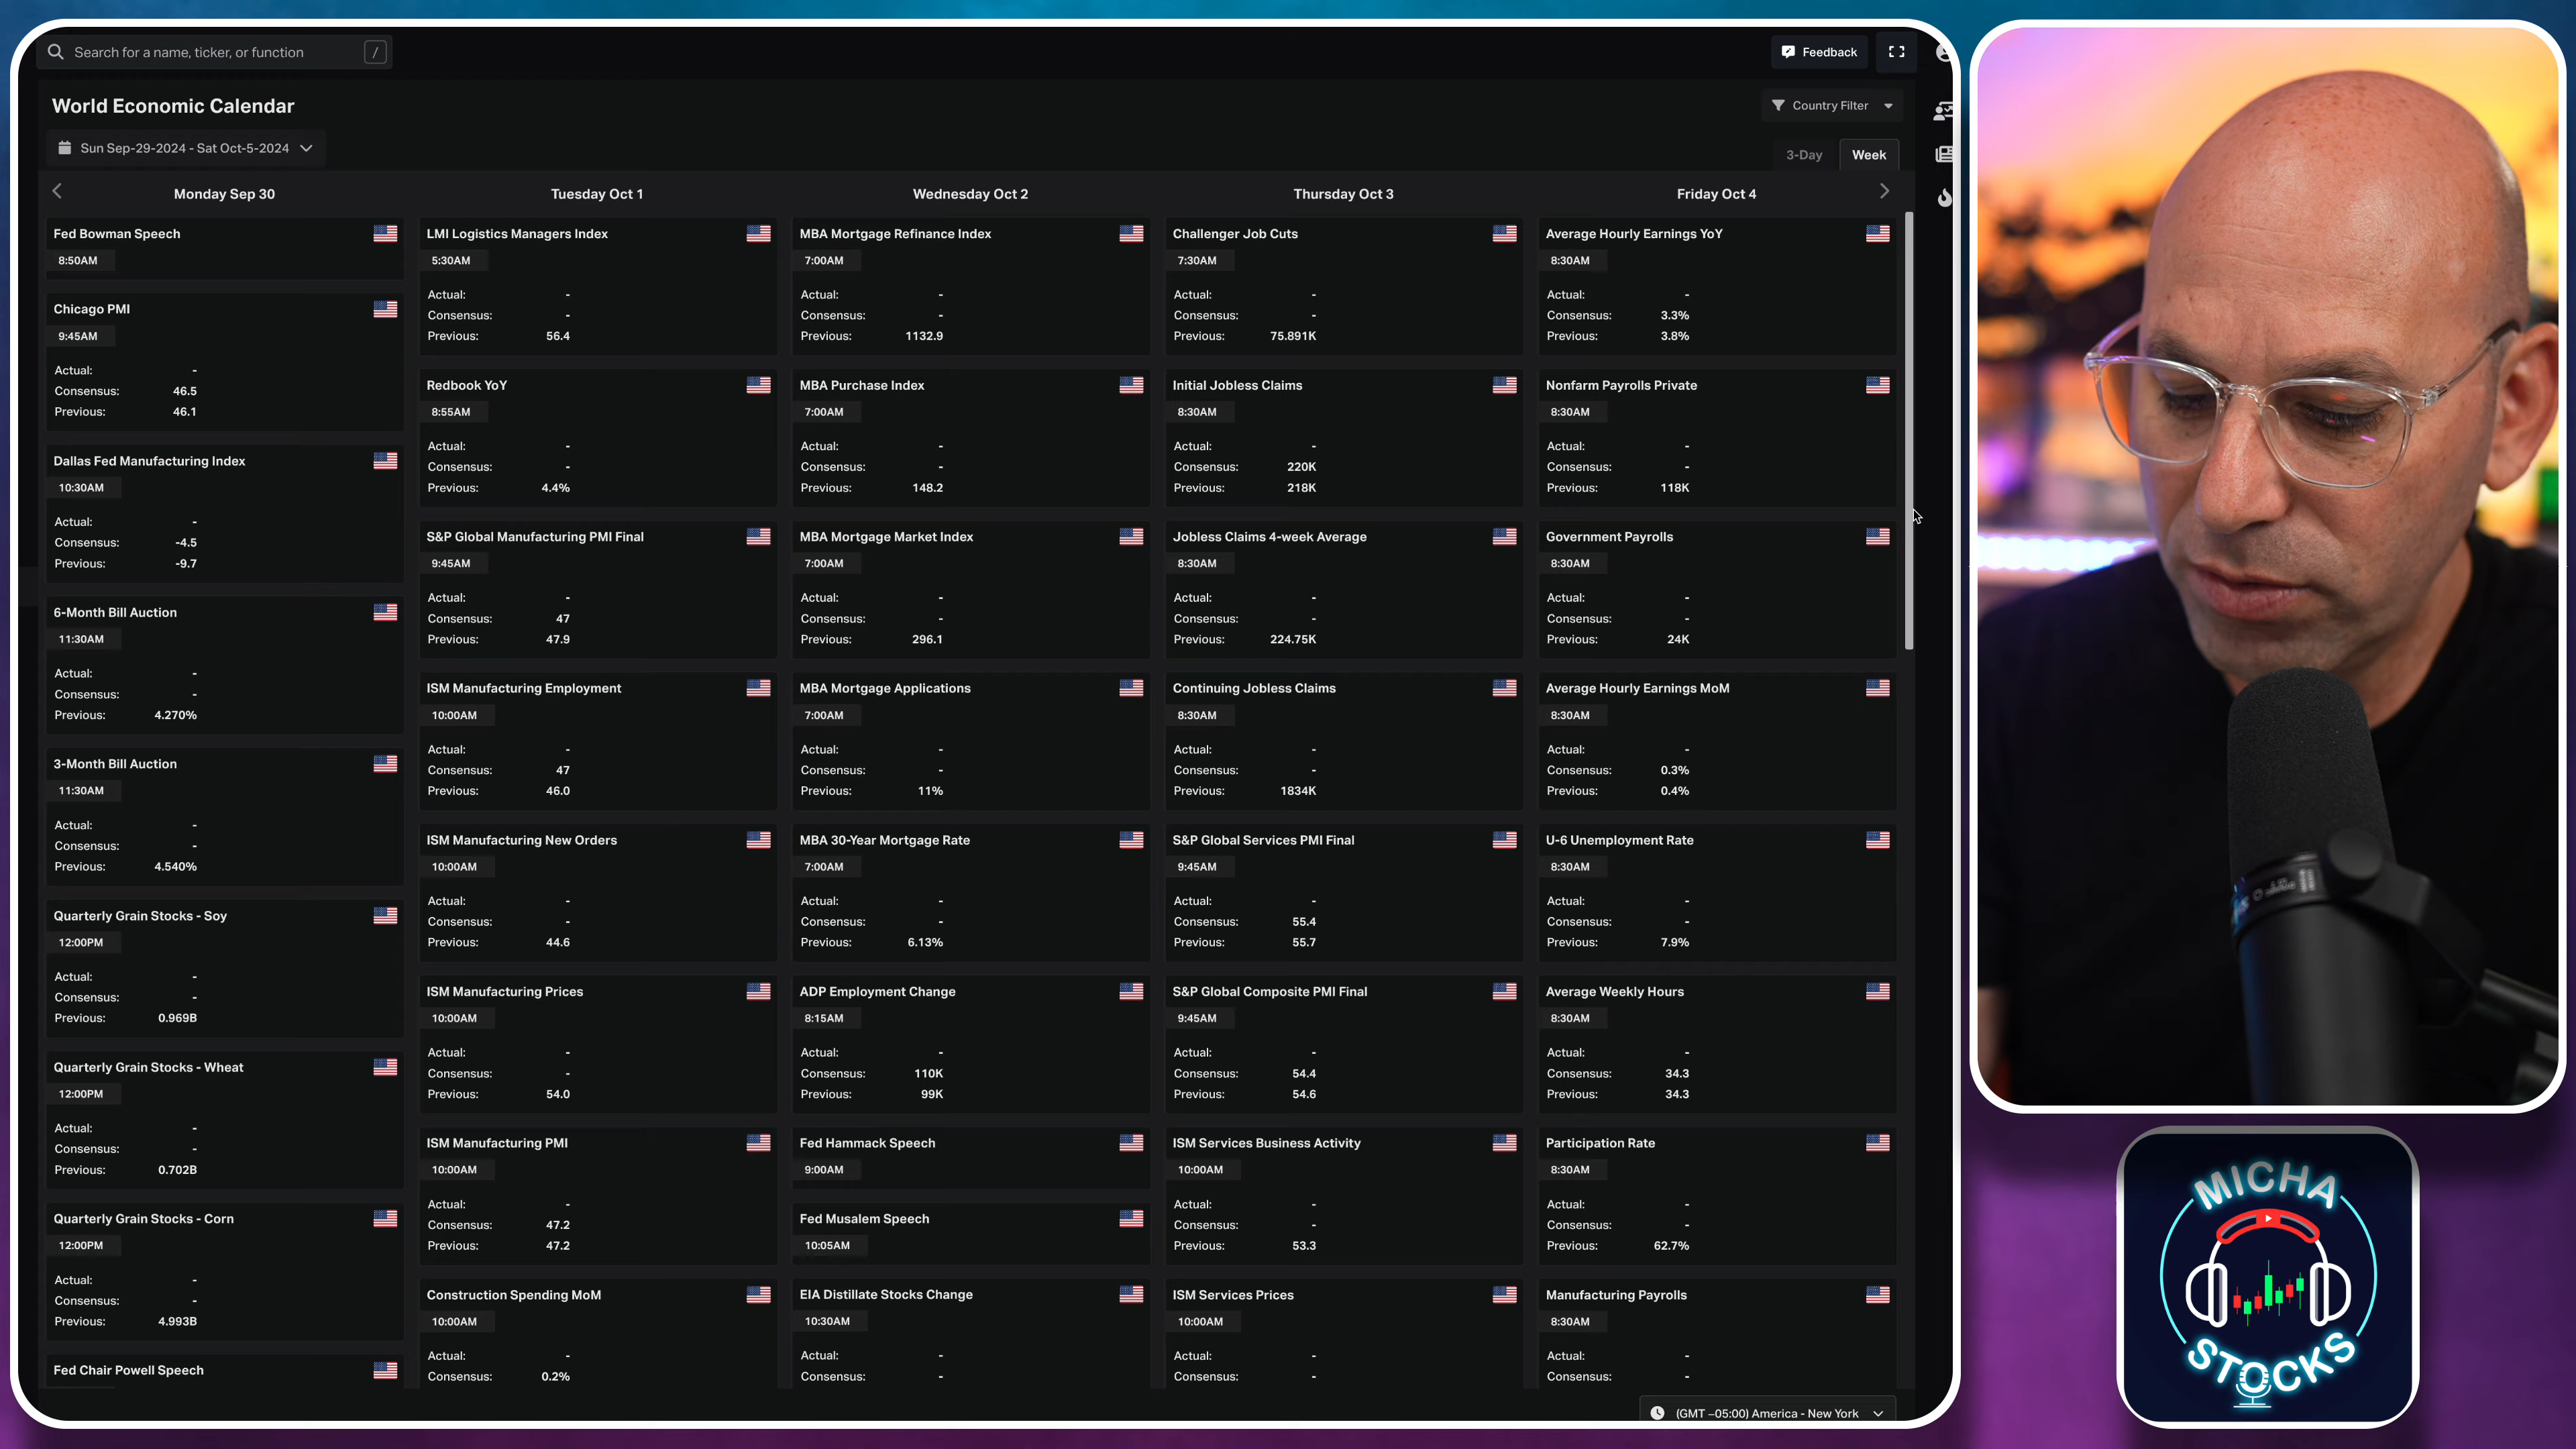 Search for a name, ticker, or function /
Feedback
World Economic Calendar
Country Filter
Sun Sep-29-2024 - Sat Oct-5-2024
3-Day Week
Monday Sep 30
Fed Bowman Speech
8:50AM
Chicago PMI
9:45AM
Actual: -
Consensus: 46.5
Previous: 46.1
Dallas Fed Manufacturing Index
10:30AM
Actual: -
Consensus: -4.5
Previous: -9.7
6-Month Bill Auction
11:30AM
Actual: -
Consensus: -
Previous: 4.270%
3-Month Bill Auction
11:30AM
Actual: -
Consensus: -
Previous: 4.540%
Quarterly Grain Stocks - Soy
12:00PM
Actual: -
Consensus: -
Previous: 0.969B
Quarterly Grain Stocks - Wheat
12:00PM
Actual: -
Consensus: -
Previous: 0.702B
Quarterly Grain Stocks - Corn
12:00PM
Actual: -
Consensus: -
Previous: 4.993B
Fed Chair Powell Speech
Tuesday Oct 1
LMI Logistics Managers Index
5:30AM
Actual: -
Consensus: -
Previous: 56.4
Redbook YoY
8:55AM
Actual: -
Consensus: -
Previous: 4.4%
S&P Global Manufacturing PMI Final
9:45AM
Actual: -
Consensus: 47
Previous: 47.9
ISM Manufacturing Employment
10:00AM
Actual: -
Consensus: 47
Previous: 46.0
ISM Manufacturing New Orders
10:00AM
Actual: -
Consensus: -
Previous: 44.6
ISM Manufacturing Prices
10:00AM
Actual: -
Consensus: -
Previous: 54.0
ISM Manufacturing PMI
10:00AM
Actual: -
Consensus: 47.2
Previous: 47.2
Construction Spending MoM
10:00AM
Actual: -
Consensus: 0.2%
Wednesday Oct 2
MBA Mortgage Refinance Index
7:00AM
Actual: -
Consensus: -
Previous: 1132.9
MBA Purchase Index
7:00AM
Actual: -
Consensus: -
Previous: 148.2
MBA Mortgage Market Index
7:00AM
Actual: -
Consensus: -
Previous: 296.1
MBA Mortgage Applications
7:00AM
Actual: -
Consensus: -
Previous: 11%
MBA 30-Year Mortgage Rate
7:00AM
Actual: -
Consensus: -
Previous: 6.13%
ADP Employment Change
8:15AM
Actual: -
Consensus: 110K
Previous: 99K
Fed Hammack Speech
9:00AM
Fed Musalem Speech
10:05AM
EIA Distillate Stocks Change
10:30AM
Actual: -
Consensus: -
Thursday Oct 3
Challenger Job Cuts
7:30AM
Actual: -
Consensus: -
Previous: 75.891K
Initial Jobless Claims
8:30AM
Actual: -
Consensus: 220K
Previous: 218K
Jobless Claims 4-week Average
8:30AM
Actual: -
Consensus: -
Previous: 224.75K
Continuing Jobless Claims
8:30AM
Actual: -
Consensus: -
Previous: 1834K
S&P Global Services PMI Final
9:45AM
Actual: -
Consensus: 55.4
Previous: 55.7
S&P Global Composite PMI Final
9:45AM
Actual: -
Consensus: 54.4
Previous: 54.6
ISM Services Business Activity
10:00AM
Actual: -
Consensus: -
Previous: 53.3
ISM Services Prices
10:00AM
Actual: -
Consensus: -
Friday Oct 4
Average Hourly Earnings YoY
8:30AM
Actual: -
Consensus: 3.3%
Previous: 3.8%
Nonfarm Payrolls Private
8:30AM
Actual: -
Consensus: -
Previous: 118K
Government Payrolls
8:30AM
Actual: -
Consensus: -
Previous: 24K
Average Hourly Earnings MoM
8:30AM
Actual: -
Consensus: 0.3%
Previous: 0.4%
U-6 Unemployment Rate
8:30AM
Actual: -
Consensus: -
Previous: 7.9%
Average Weekly Hours
8:30AM
Actual: -
Consensus: 34.3
Previous: 34.3
Participation Rate
8:30AM
Actual: -
Consensus: -
Previous: 62.7%
Manufacturing Payrolls
8:30AM
Actual: -
Consensus: -
(GMT –05:00) America - New York
MICHA
STOCKS